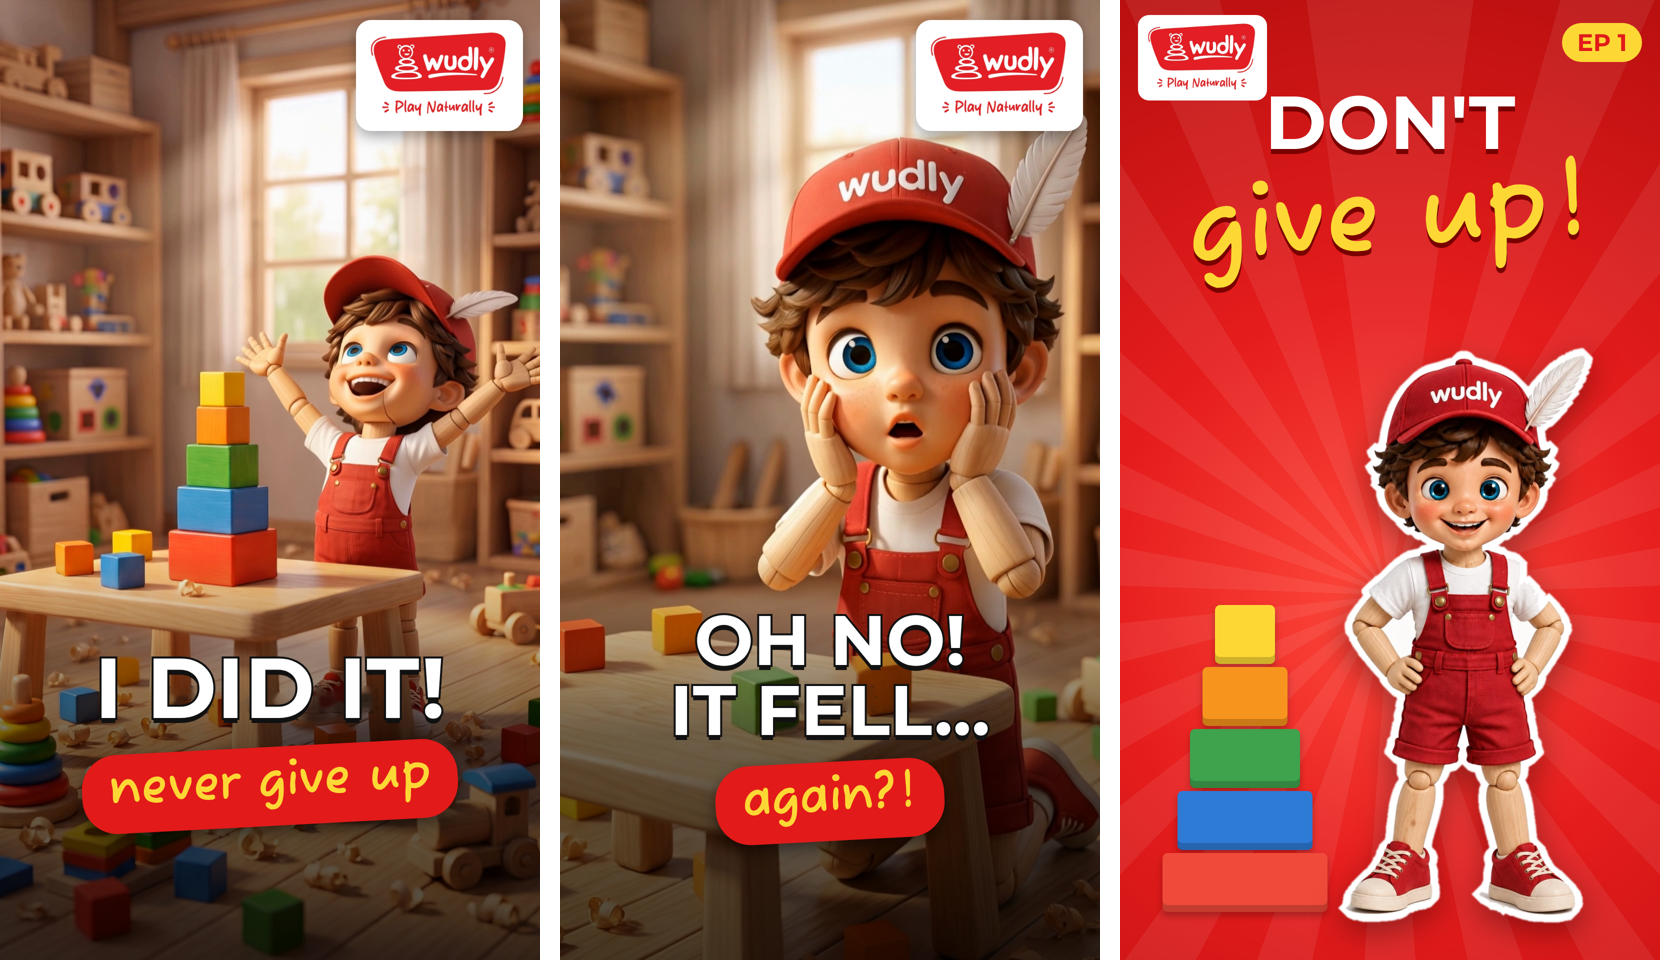 wudly
Play Naturally
I DID IT!
never give up
wudly
Play Naturally
wudly
OH NO!
IT FELL...
again?!
wudly
Play Naturally
EP 1
DON'T
give up!
wudly